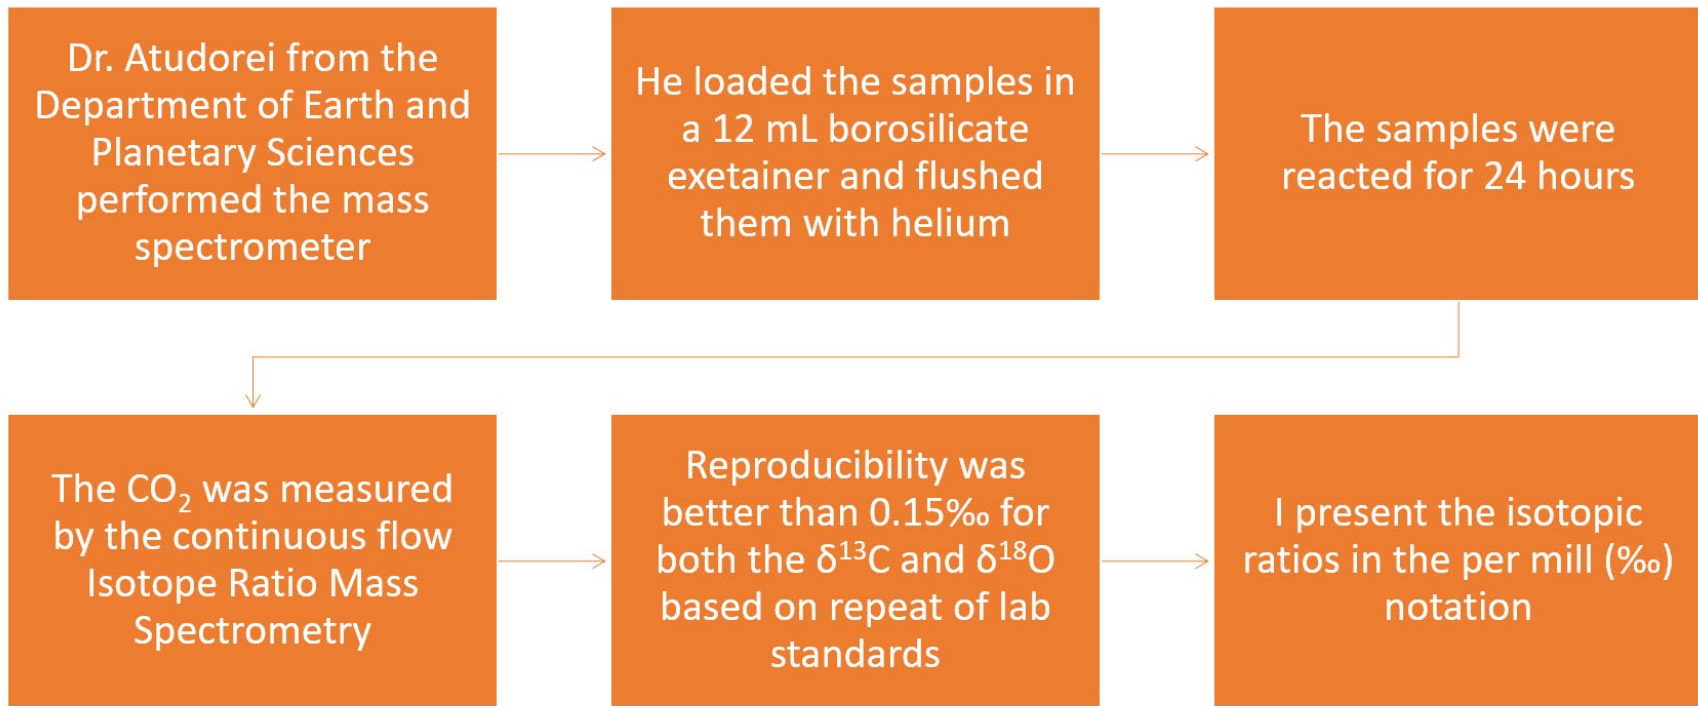 Dr. Atudorei from the
Department of Earth and
Planetary Sciences
performed the mass
spectrometer
He loaded the samples in
a 12 mL borosilicate
exetainer and flushed
them with helium
The samples were
reacted for 24 hours
The CO₂ was measured
by the continuous flow
Isotope Ratio Mass
Spectrometry
Reproducibility was
better than 0.15‰ for
both the δ¹³C and δ¹⁸O
based on repeat of lab
standards
I present the isotopic
ratios in the per mill (‰)
notation